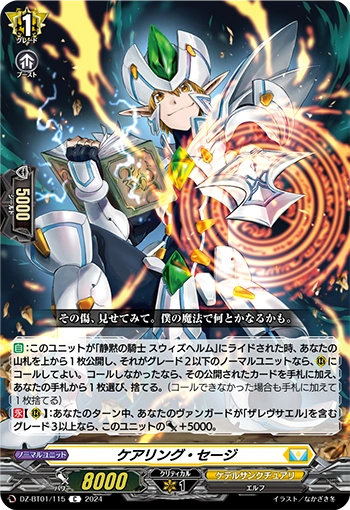 1
グレード
ブースト
5000
シールド
その傷、見せてみて。僕の魔法で何とかなるかも。
自:このユニットが「静黙の騎士 スウィズヘルム」にライドされた時、あなたの
山札を上から1枚公開し、それがグレード2以下のノーマルユニットなら、Ⓡに
コールしてよい。コールしなかったなら、その公開されたカードを手札に加え、
あなたの手札から1枚選び、捨てる。(コールできなかった場合も手札に加えて
1枚捨てる)
永【Ⓡ】:あなたのターン中、あなたのヴァンガードが「ザレヴサエル」を含む
グレード3以上なら、このユニットの+5000。
ノーマルユニット
ケアリング・セージ
パワー
8000
クリティカル
1
ケテルサンクチュアリ
エルフ
D-DZ-BT01/115 C 2024
イラスト/なかざき冬